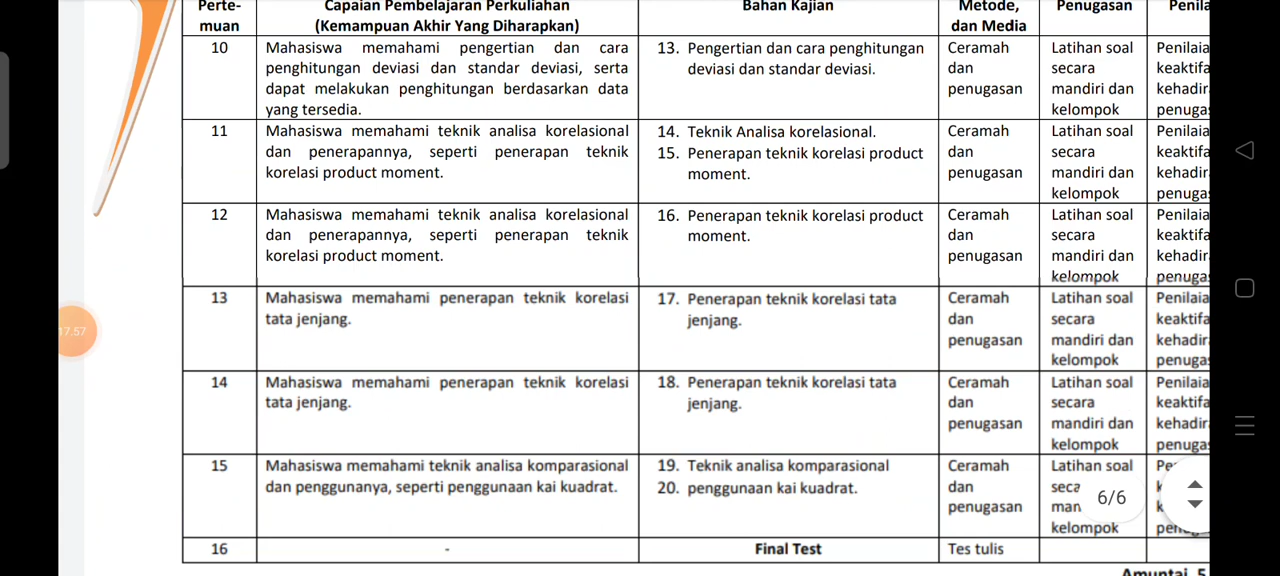 Perte-
muan
Capaian Pembelajaran Perkuliahan
(Kemampuan Akhir Yang Diharapkan)
Bahan Kajian
Metode,
dan Media
Penugasan
10
Mahasiswa memahami pengertian dan cara
penghitungan deviasi dan standar deviasi, serta
dapat melakukan penghitungan berdasarkan data
yang tersedia.
13. Pengertian dan cara penghitungan
deviasi dan standar deviasi.
Ceramah
dan
penugasan
Latihan soal
secara
mandiri dan
kelompok
11
Mahasiswa memahami teknik analisa korelasional
dan penerapannya, seperti penerapan teknik
korelasi product moment.
14. Teknik Analisa korelasional.
15. Penerapan teknik korelasi product
moment.
Ceramah
dan
penugasan
Latihan soal
secara
mandiri dan
kelompok
12
Mahasiswa memahami teknik analisa korelasional
dan penerapannya, seperti penerapan teknik
korelasi product moment.
16. Penerapan teknik korelasi product
moment.
Ceramah
dan
penugasan
Latihan soal
secara
mandiri dan
kelompok
13
Mahasiswa memahami penerapan teknik korelasi
tata jenjang.
17. Penerapan teknik korelasi tata
jenjang.
Ceramah
dan
penugasan
Latihan soal
secara
mandiri dan
kelompok
14
Mahasiswa memahami penerapan teknik korelasi
tata jenjang.
18. Penerapan teknik korelasi tata
jenjang.
Ceramah
dan
penugasan
Latihan soal
secara
mandiri dan
kelompok
15
Mahasiswa memahami teknik analisa komparasional
dan penggunanya, seperti penggunaan kai kuadrat.
19. Teknik analisa komparasional
20. penggunaan kai kuadrat.
Ceramah
dan
penugasan
Latihan soal
kelompok
16
-
Final Test
Tes tulis
6/6
17.57
Amuntai, 5